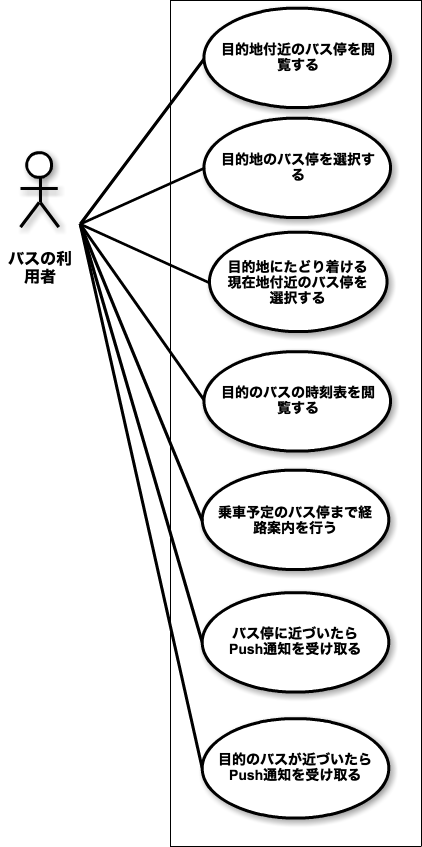 目的地付近のバス停を閲
覧する
目的地のバス停を選択す
る
バスの利
用者
目的地にたどり着ける
現在地付近のバス停を
選択する
目的のバスの時刻表を閲
覧する
乗車予定のバス停まで経
路案内を行う
バス停に近づいたら
Push通知を受け取る
目的のバスが近づいたら
Push通知を受け取る